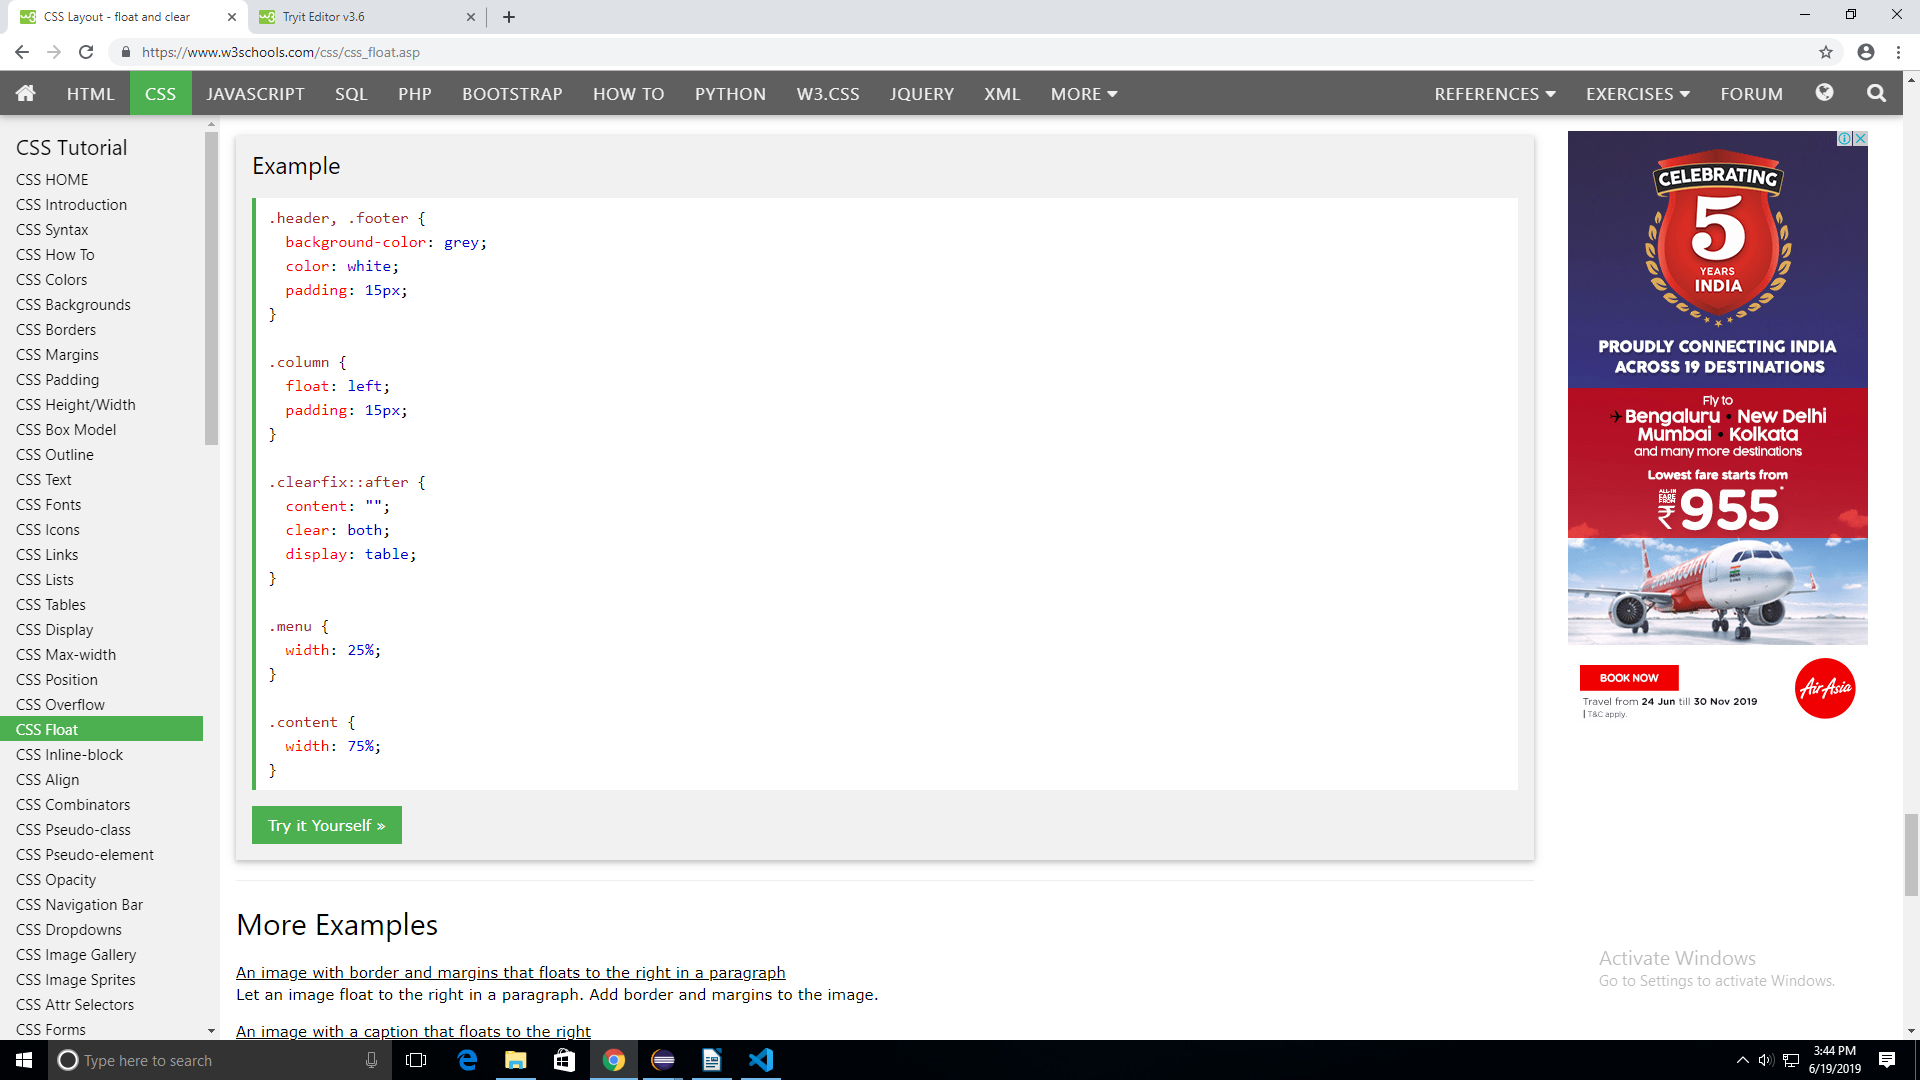 CSS Layout - float and clear
Tryit Editor v3.6
https://www.w3schools.com/css/css_float.asp
HTML CSS JAVASCRIPT SQL PHP BOOTSTRAP HOW TO PYTHON W3.CSS JQUERY XML MORE REFERENCES EXERCISES FORUM
CSS Tutorial
CSS HOME
CSS Introduction
CSS Syntax
CSS How To
CSS Colors
CSS Backgrounds
CSS Borders
CSS Margins
CSS Padding
CSS Height/Width
CSS Box Model
CSS Outline
CSS Text
CSS Fonts
CSS Icons
CSS Links
CSS Lists
CSS Tables
CSS Display
CSS Max-width
CSS Position
CSS Overflow
CSS Float
CSS Inline-block
CSS Align
CSS Combinators
CSS Pseudo-class
CSS Pseudo-element
CSS Opacity
CSS Navigation Bar
CSS Dropdowns
CSS Image Gallery
CSS Image Sprites
CSS Attr Selectors
CSS Forms
Example
.header, .footer {
  background-color: grey;
  color: white;
  padding: 15px;
}
.column {
  float: left;
  padding: 15px;
}
.clearfix::after {
  content: "";
  clear: both;
  display: table;
}
.menu {
  width: 25%;
}
.content {
  width: 75%;
}
Try it Yourself »
More Examples
An image with border and margins that floats to the right in a paragraph
Let an image float to the right in a paragraph. Add border and margins to the image.
An image with a caption that floats to the right
CELEBRATING
5
YEARS
INDIA
PROUDLY CONNECTING INDIA
ACROSS 19 DESTINATIONS
Fly to
Bengaluru • New Delhi
Mumbai • Kolkata
and many more destinations
Lowest fare starts from
ALL-IN
FARE
FROM
₹955*
BOOK NOW
Travel from 24 Jun till 30 Nov 2019
| T&C apply.
AirAsia
Activate Windows
Go to Settings to activate Windows.
Type here to search
3:44 PM
6/19/2019